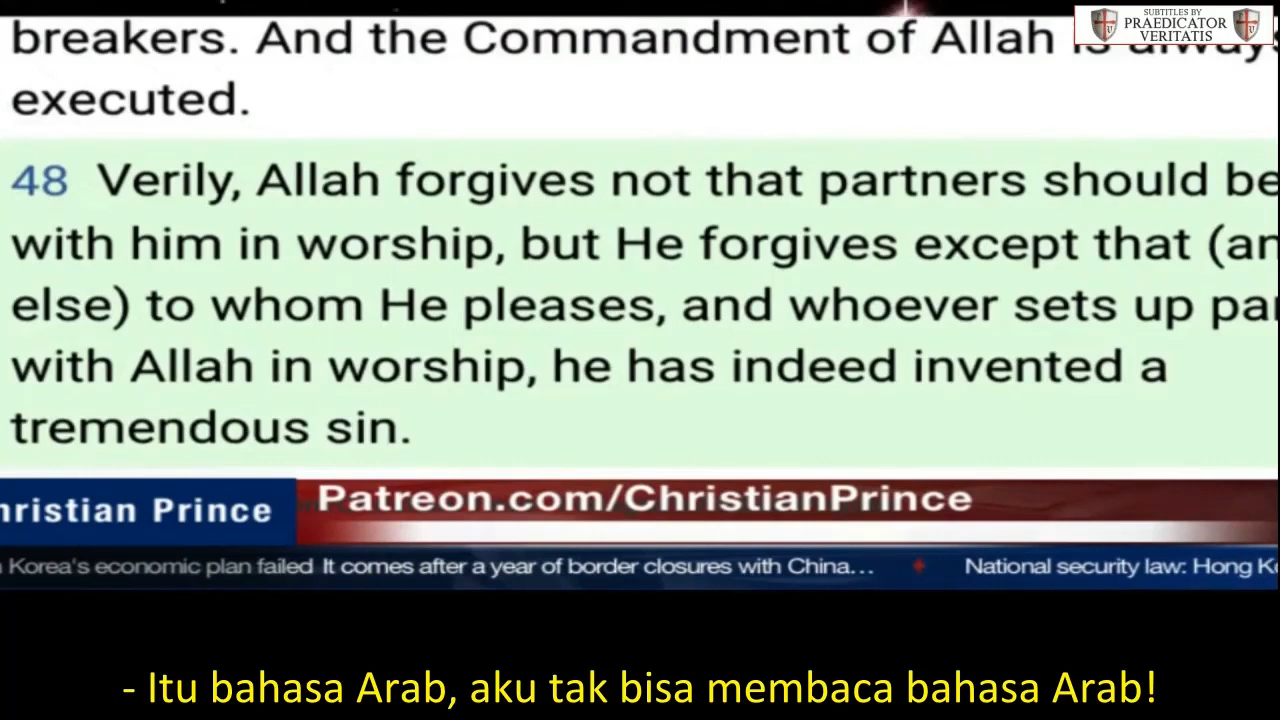 SUBTITLES BY
PRAEDICATOR
VERITATIS
breakers. And the Commandment of Allah is always
executed.
48 Verily, Allah forgives not that partners should be
with him in worship, but He forgives except that (an
else) to whom He pleases, and whoever sets up pa
with Allah in worship, he has indeed invented a
tremendous sin.
hristian Prince
Patreon.com/ChristianPrince
Korea's economic plan failed It comes after a year of border closures with China... National security law: Hong K
- Itu bahasa Arab, aku tak bisa membaca bahasa Arab!